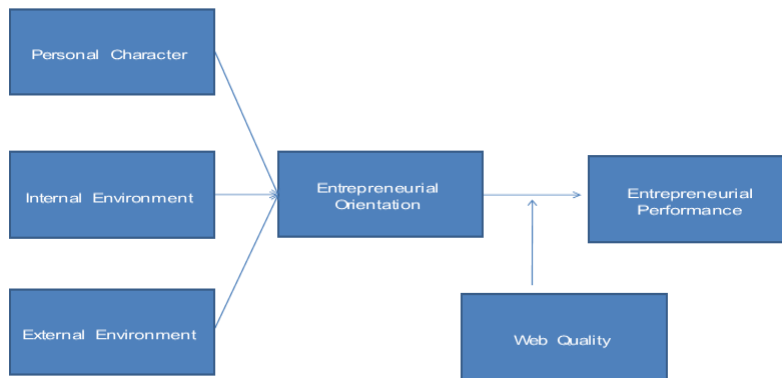 Personal Character
Internal Environment
External Environment
Entrepreneurial
Orientation
Entrepreneurial
Performance
Web Quality